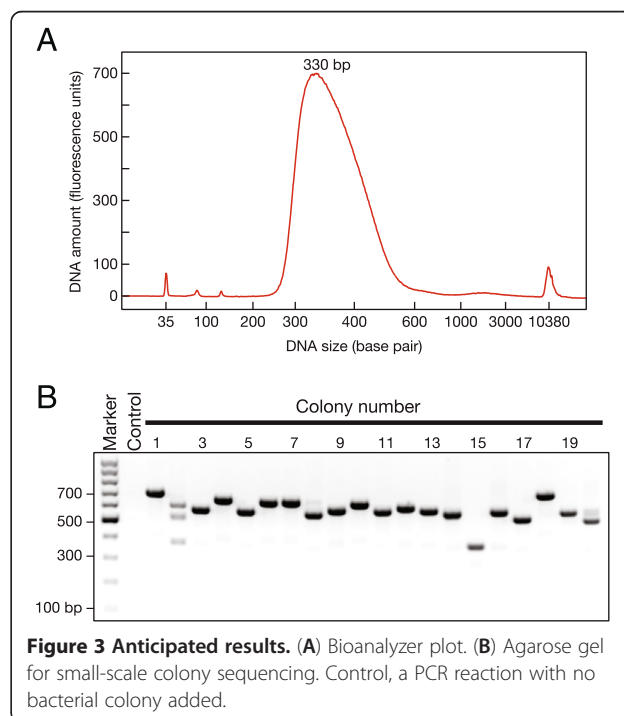 A
330 bp
DNA amount (fluorescence units)
700
500
300
100
0
35 100 200 300 400 600 1000 3000 10380
DNA size (base pair)
B
Marker
Control
Colony number
1 3 5 7 9 11 13 15 17 19
700
500
300
100 bp
Figure 3 Anticipated results. (A) Bioanalyzer plot. (B) Agarose gel
for small-scale colony sequencing. Control, a PCR reaction with no
bacterial colony added.